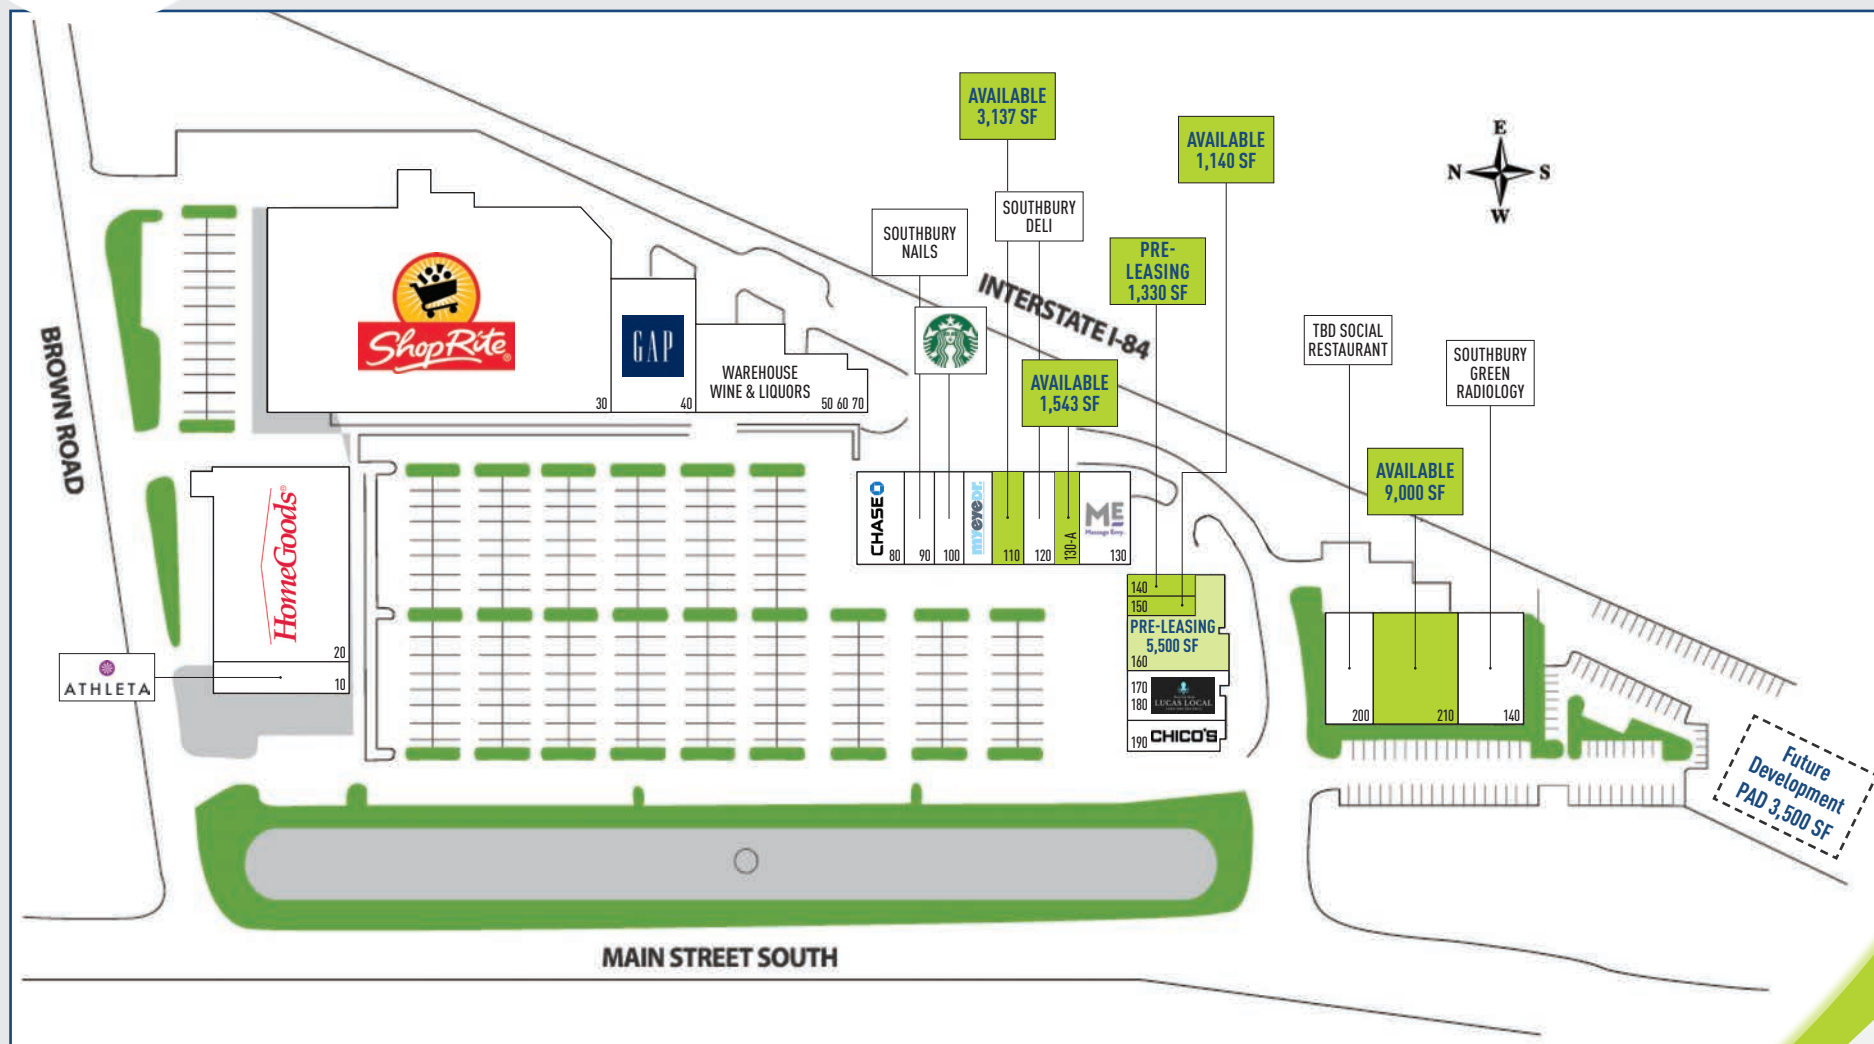 AVAILABLE
3,137 SF
AVAILABLE
1,140 SF
E
N
S
W
SOUTHBURY
NAILS
SOUTHBURY
DELI
PRE-
LEASING
1,330 SF
INTERSTATE I-84
ShopRite®
GAP
WAREHOUSE
WINE & LIQUORS
30
40
50 60 70
AVAILABLE
1,543 SF
TBD SOCIAL
RESTAURANT
SOUTHBURY
GREEN
RADIOLOGY
AVAILABLE
9,000 SF
BROWN ROAD
HomeGoods®
20
10
ATHLETA
CHASE
80
90
100
myeyedr.
110
120
130-A
ME
Massage Envy
130
140
150
PRE-LEASING
5,500 SF
160
170
180
LUCAS LOCAL
190
CHICO'S
200
210
140
Future
Development
PAD 3,500 SF
MAIN STREET SOUTH